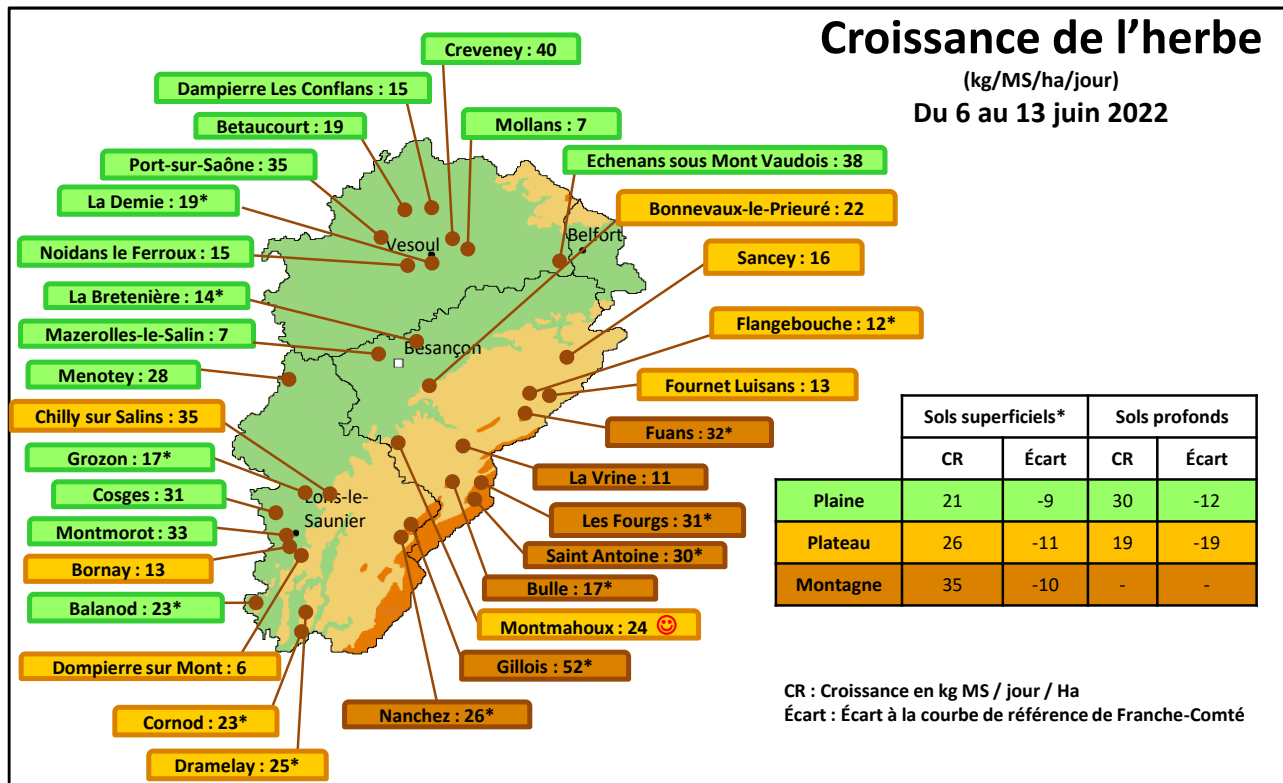 Croissance de l'herbe
(kg/MS/ha/jour)
Du 6 au 13 juin 2022
Creveney : 40
Dampierre Les Conflans : 15
Betaucourt : 19
Mollans : 7
Port-sur-Saône : 35
Echenans sous Mont Vaudois : 38
La Demie : 19*
Bonnevaux-le-Prieuré : 22
Noidans le Ferroux : 15
Vesoul
Belfort
Sancey : 16
La Bretenière : 14*
Flangebouche : 12*
Mazerolles-le-Salin : 7
Besançon
Menotey : 28
Fournet Luisans : 13
Chilly sur Salins : 35
Fuans : 32*
Grozon : 17*
La Vrine : 11
Cosges : 31
Lons-le-
Saunier
Les Fourgs : 31*
Montmorot : 33
Saint Antoine : 30*
Bornay : 13
Bulle : 17*
Balanod : 23*
Montmahoux : 24
Dompierre sur Mont : 6
Gillois : 52*
Cornod : 23*
Nanchez : 26*
Dramelay : 25*
Sols superficiels* Sols profonds
CR Écart CR Écart
Plaine 21 -9 30 -12
Plateau 26 -11 19 -19
Montagne 35 -10 - -
CR : Croissance en kg MS / jour / Ha
Écart : Écart à la courbe de référence de Franche-Comté